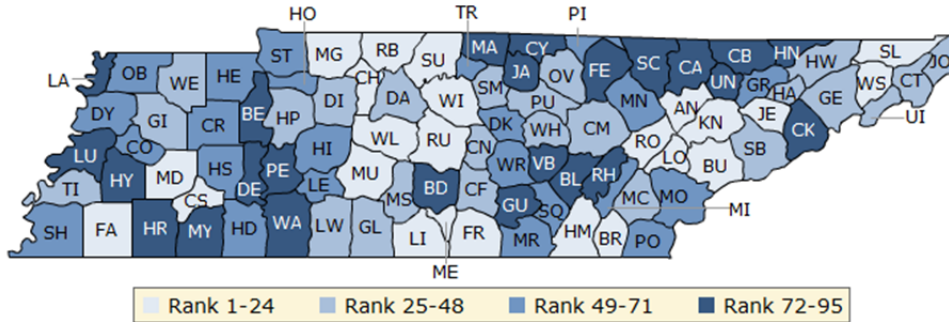 HO TR PI
ST MG RB SU MA CY FE SC CA CB HN HW SL JO
LA OB WE HE CH JA OV UN GR HA WS CT
DY GI CR BE HP DI DA WI SM PU MN AN KN JE GE UI
LU CO HI WL RU DK WH CM RO CK
TI HY MD HS DE PE LE MU CN WR VB BL RH LO BU SB
CS MS BD CF GU SQ MC MO MI
SH FA HR MY HD WA LW GL LI FR MR HM BR PO
ME
Rank 1-24 Rank 25-48 Rank 49-71 Rank 72-95